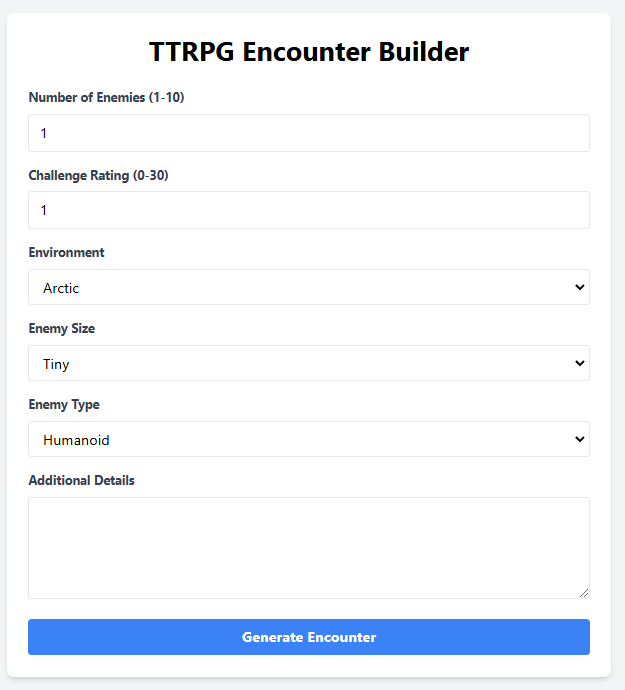 TTRPG Encounter Builder
Number of Enemies (1-10)
1
Challenge Rating (0-30)
1
Environment
Arctic
Enemy Size
Tiny
Enemy Type
Humanoid
Additional Details
Generate Encounter